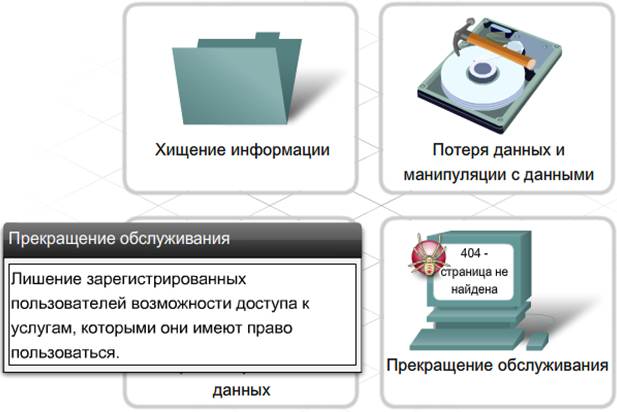 Хищение информации
Потеря данных и
манипуляции с данными
Прекращение обслуживания
Лишение зарегистрированных
пользователей возможности доступа к
услугам, которыми они имеют право
пользоваться.
данных
404 -
страница не
найдена
Прекращение обслуживания